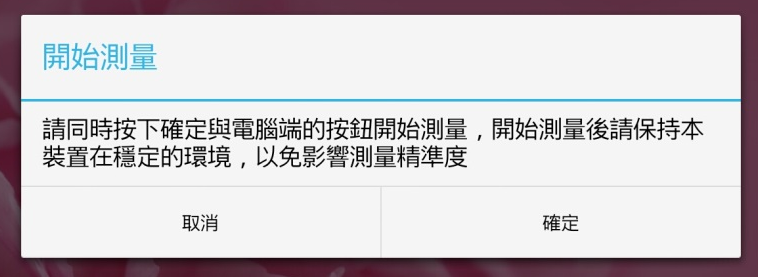 開始測量
請同時按下確定與電腦端的按鈕開始測量，開始測量後請保持本
裝置在穩定的環境，以免影響測量精準度
取消
確定